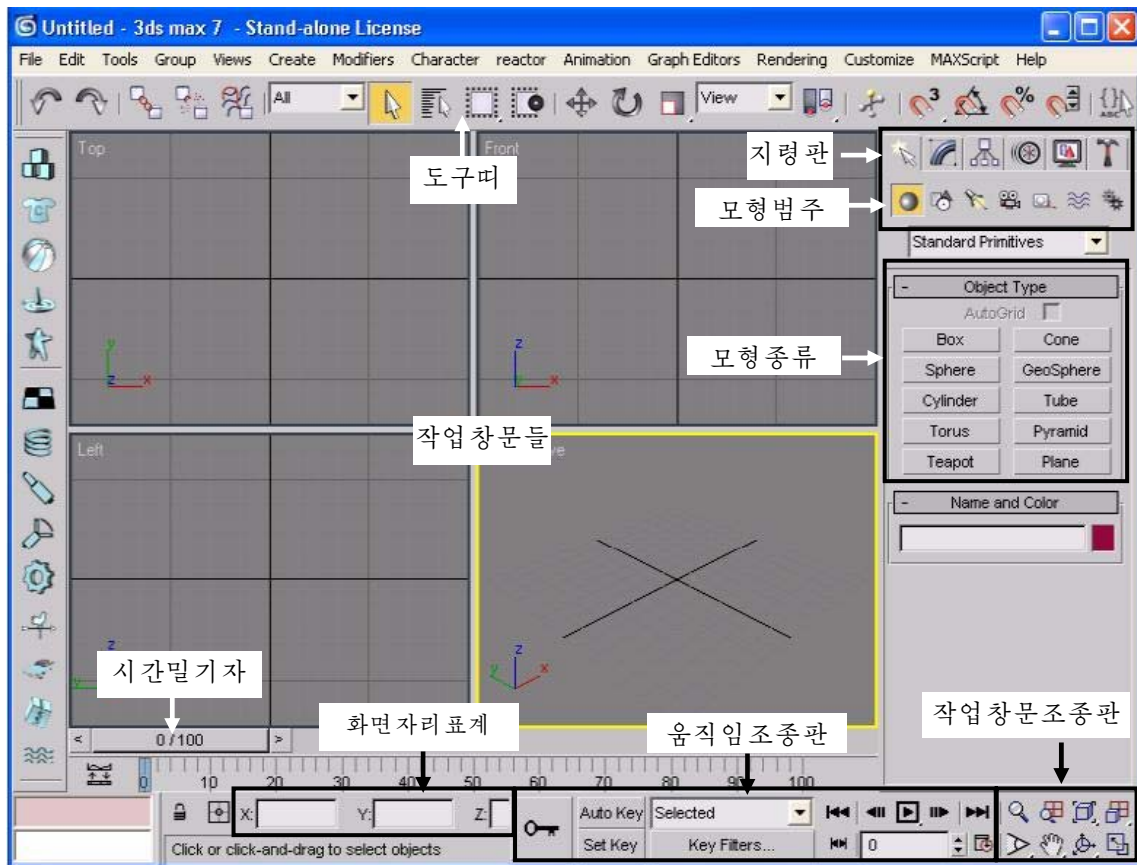 Untitled - 3ds max 7 - Stand-alone License
File Edit Tools Group Views Create Modifiers Character reactor Animation Graph Editors Rendering Customize MAXScript Help
All
View
3
%
ABC
Top
Front
도구띠
지령판
모형범주
Standard Primitives
Object Type
AutoGrid
Box Cone
모형종류
Sphere GeoSphere
Cylinder Tube
Torus Pyramid
Teapot Plane
y
z x
z
y x
작업창문들
Left
Name and Color
z
y
z
y x
시간밀기자
화면자리표계
움직임조종판
작업창문조종판
< 0 / 100 >
0 10 20 30 40 50 60 70 80 90 100
X: Y: Z:
Auto Key Selected
Click or click-and-drag to select objects
Set Key Key Filters... 0